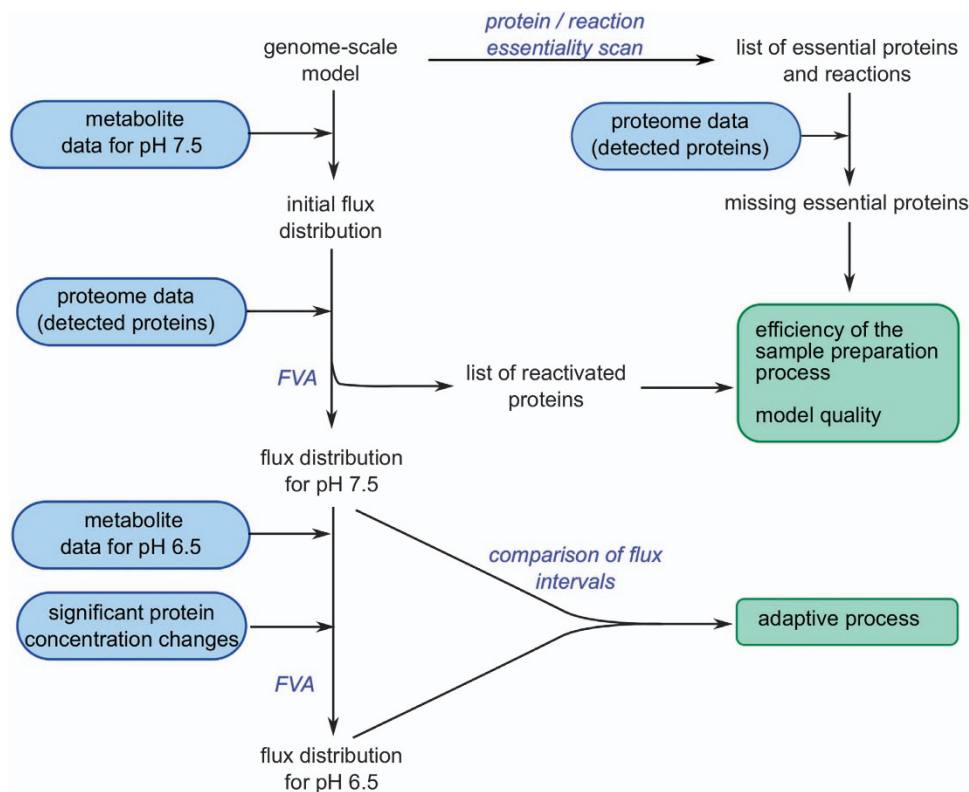 genome-scale
model
protein / reaction
essentiality scan
list of essential proteins
and reactions
metabolite
data for pH 7.5
proteome data
(detected proteins)
initial flux
distribution
missing essential proteins
proteome data
(detected proteins)
FVA
list of reactivated
proteins
efficiency of the
sample preparation
process
model quality
flux distribution
for pH 7.5
metabolite
data for pH 6.5
comparison of flux
intervals
significant protein
concentration changes
adaptive process
FVA
flux distribution
for pH 6.5